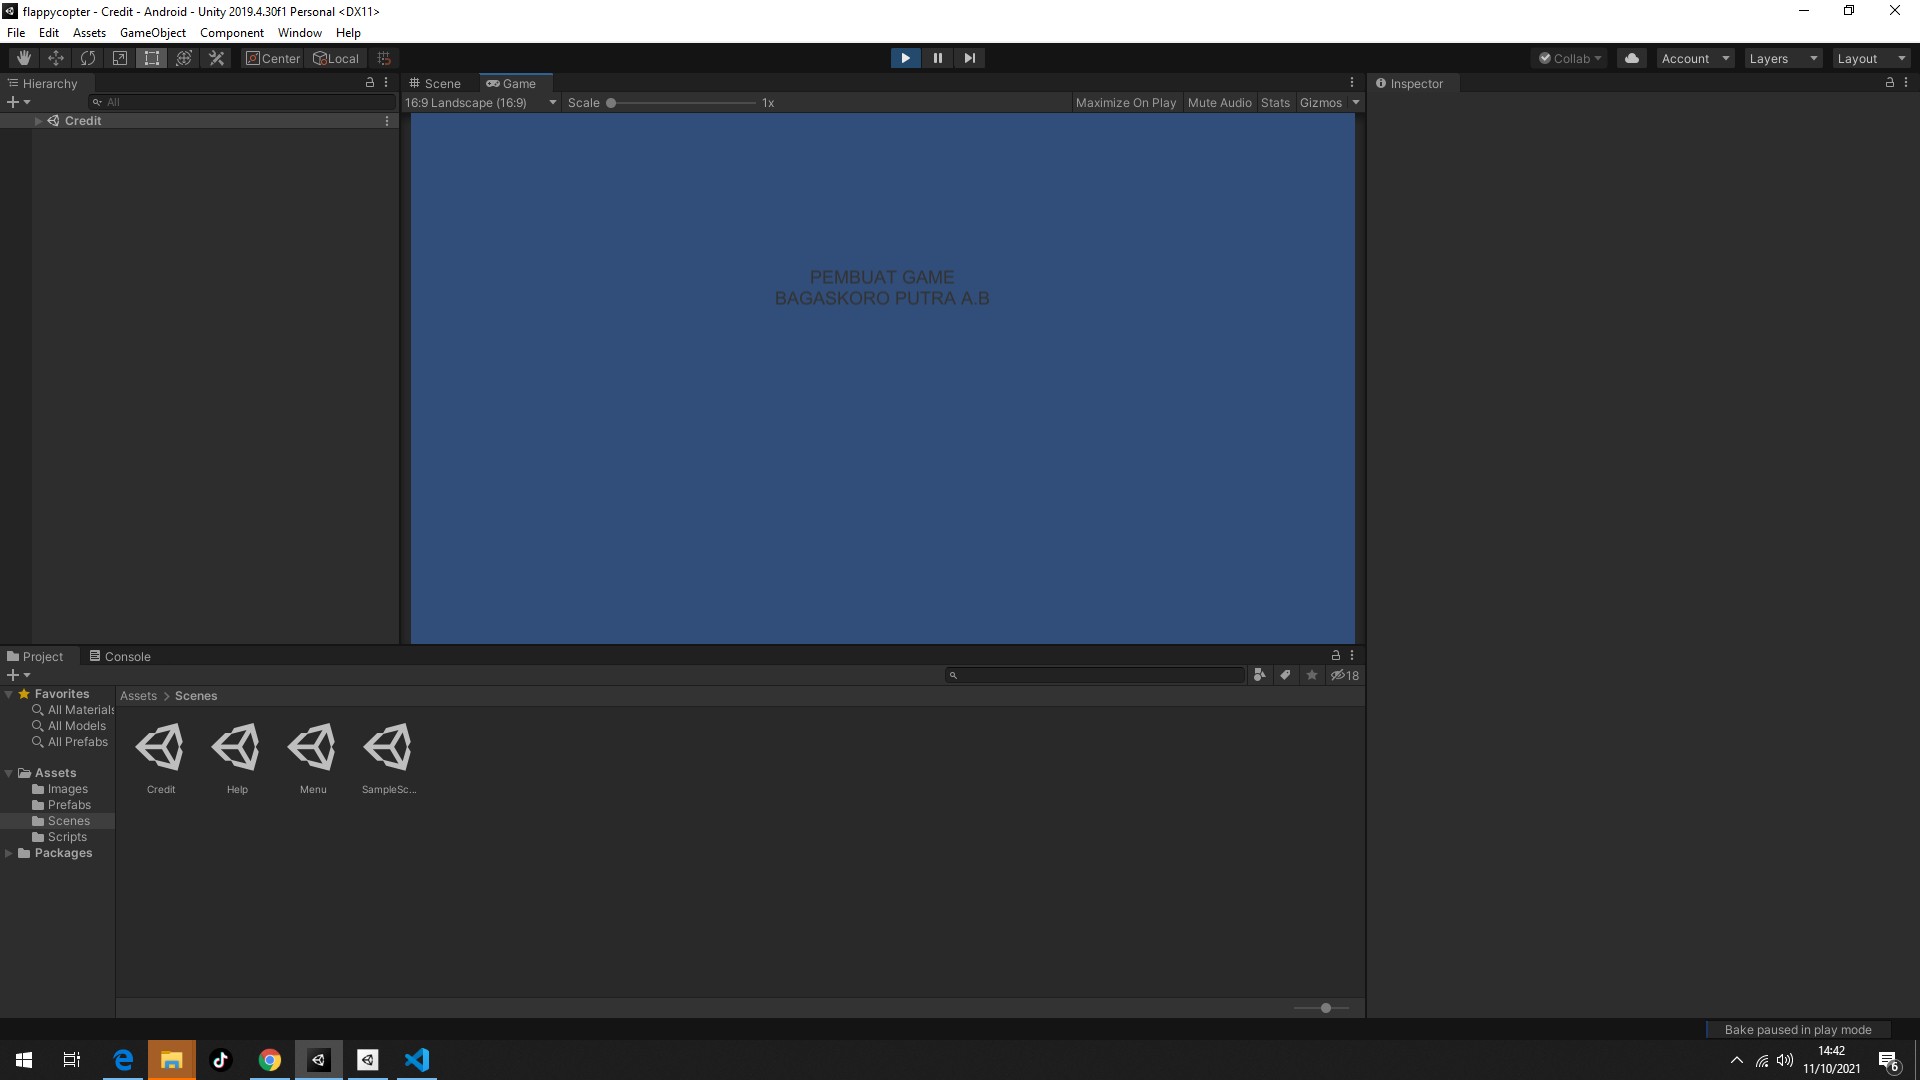 flappycopter - Credit - Android - Unity 2019.4.30f1 Personal <DX11>
File Edit Assets GameObject Component Window Help
Center Local Collab Account Layers Layout
Hierarchy
All
Credit
Scene Game
16:9 Landscape (16:9) Scale 1x Maximize On Play Mute Audio Stats Gizmos
PEMBUAT GAME
BAGASKORO PUTRA A.B
Inspector
Project Console
18
Favorites
All Materials
All Models
All Prefabs
Assets
Images
Prefabs
Scenes
Scripts
Packages
Assets > Scenes
Credit Help Menu SampleSc...
Bake paused in play mode
14:42
11/10/2021
6